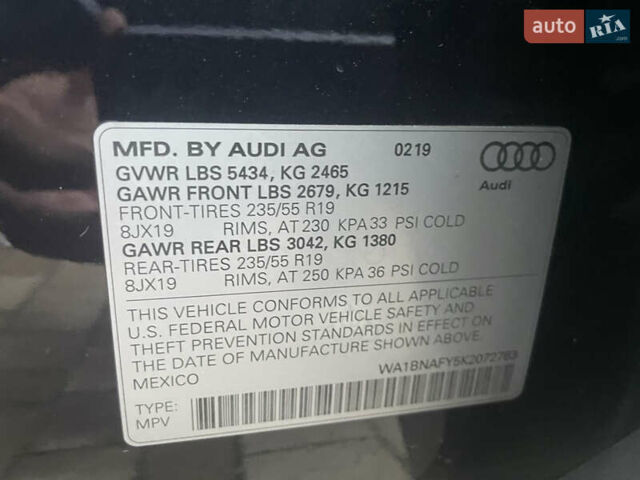 auto RIA
.com
MFD. BY AUDI AG 0219
GVWR LBS 5434, KG 2465
GAWR FRONT LBS 2679, KG 1215
FRONT-TIRES 235/55 R19
8JX19 RIMS, AT 230 KPA 33 PSI COLD
GAWR REAR LBS 3042, KG 1380
REAR-TIRES 235/55 R19
8JX19 RIMS, AT 250 KPA 36 PSI COLD
Audi
THIS VEHICLE CONFORMS TO ALL APPLICABLE
U.S. FEDERAL MOTOR VEHICLE SAFETY AND
THEFT PREVENTION STANDARDS IN EFFECT ON
THE DATE OF MANUFACTURE SHOWN ABOVE.
MEXICO
WA1BNAFY5K2072763
TYPE:
MPV